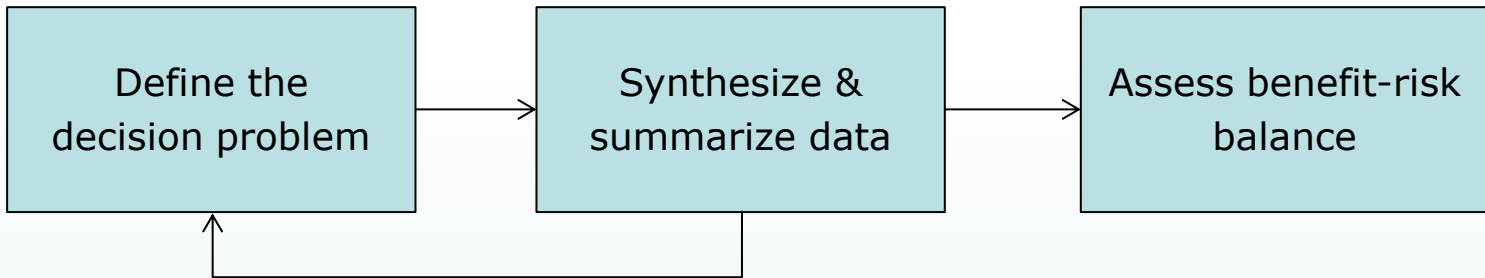 Define the
decision problem
Synthesize &
summarize data
Assess benefit-risk
balance